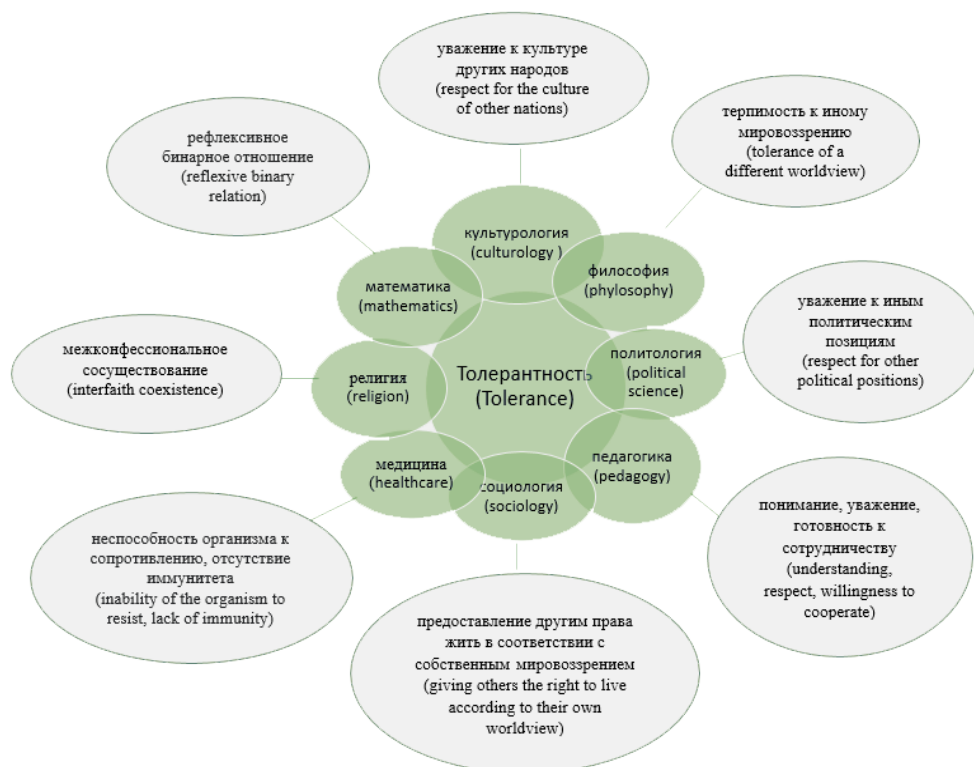 уважение к культуре
других народов
(respect for the culture
of other nations)
терпимость к иному
мировоззрению
(tolerance of a
different worldview)
рефлексивное
бинарное отношение
(reflexive binary
relation)
культурология
(culturology )
философия
(phylosophy)
математика
(mathematics)
уважение к иным
политическим
позициям
(respect for other
political positions)
межконфессиональное
сосуществование
(interfaith coexistence)
религия
(religion)
Толерантность
(Tolerance)
политология
(political
science)
медицина
(healthcare)
социология
(sociology)
педагогика
(pedagogy)
понимание, уважение,
готовность к
сотрудничеству
(understanding,
respect, willingness to
cooperate)
неспособность организма к
сопротивлению, отсутствие
иммунитета
(inability of the organism to
resist, lack of immunity)
предоставление другим права
жить в соответствии с
собственным мировоззрением
(giving others the right to live
according to their own
worldview)